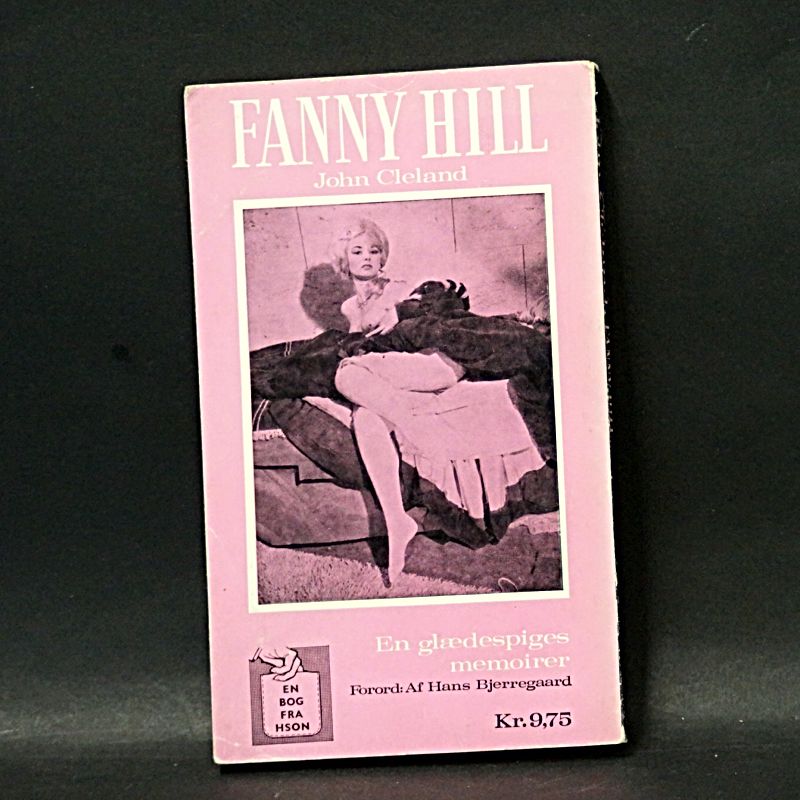 FANNY HILL
John Cleland
En glædespiges
memoirer
Forord: Af Hans Bjerregaard
Kr. 9,75
EN
BOG
FRA
HSON